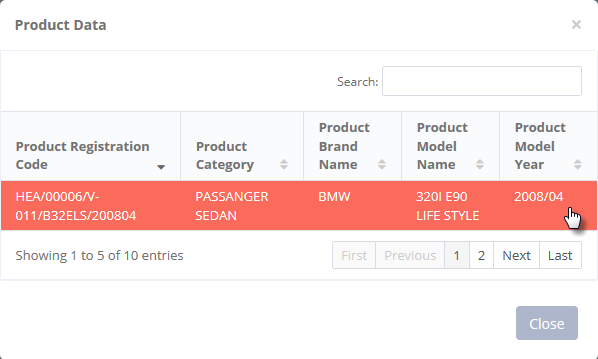 Product Data ×
Search:
Product Registration Code
Product Category
Product Brand Name
Product Model Name
Product Model Year
HEA/00006/V-011/B32ELS/200804
PASSANGER SEDAN
BMW
320I E90 LIFE STYLE
2008/04
Showing 1 to 5 of 10 entries
First Previous 1 2 Next Last
Close